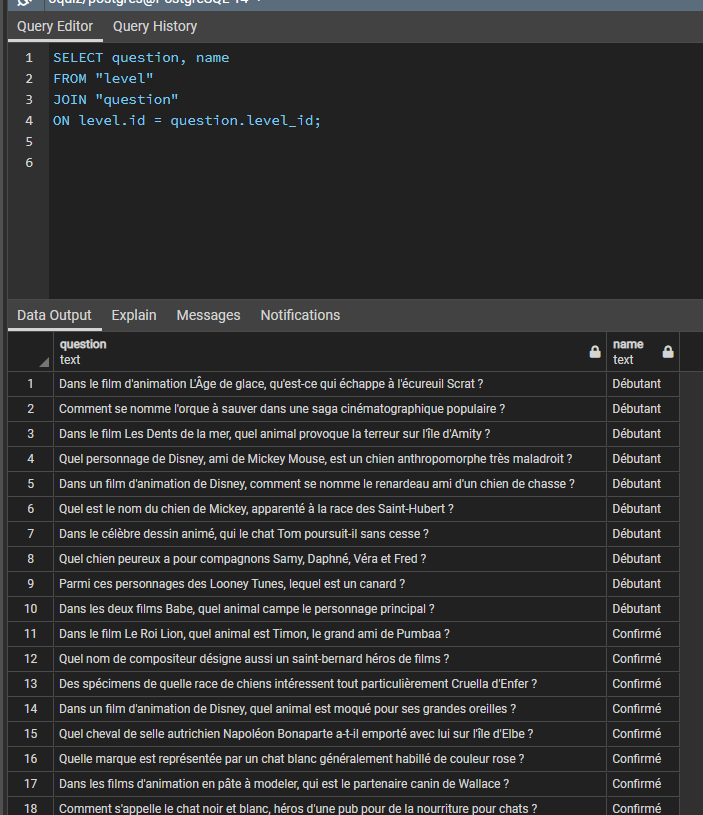 Query Editor Query History
1 SELECT question, name
2 FROM "level"
3 JOIN "question"
4 ON level.id = question.level_id;
5
6
Data Output Explain Messages Notifications
question name
text text
1 Dans le film d'animation L'Âge de glace, qu'est-ce qui échappe à l'écureuil Scrat ? Débutant
2 Comment se nomme l'orque à sauver dans une saga cinématographique populaire ? Débutant
3 Dans le film Les Dents de la mer, quel animal provoque la terreur sur l'île d'Amity ? Débutant
4 Quel personnage de Disney, ami de Mickey Mouse, est un chien anthropomorphe très maladroit ? Débutant
5 Dans un film d'animation de Disney, comment se nomme le renardeau ami d'un chien de chasse ? Débutant
6 Quel est le nom du chien de Mickey, apparenté à la race des Saint-Hubert ? Débutant
7 Dans le célèbre dessin animé, qui le chat Tom poursuit-il sans cesse ? Débutant
8 Quel chien peureux a pour compagnons Samy, Daphné, Véra et Fred ? Débutant
9 Parmi ces personnages des Looney Tunes, lequel est un canard ? Débutant
10 Dans les deux films Babe, quel animal campe le personnage principal ? Débutant
11 Dans le film Le Roi Lion, quel animal est Timon, le grand ami de Pumbaa ? Confirmé
12 Quel nom de compositeur désigne aussi un saint-bernard héros de films ? Confirmé
13 Des spécimens de quelle race de chiens intéressent tout particulièrement Cruella d'Enfer ? Confirmé
14 Dans un film d'animation de Disney, quel animal est moqué pour ses grandes oreilles ? Confirmé
15 Quel cheval de selle autrichien Napoléon Bonaparte a-t-il emporté avec lui sur l'île d'Elbe ? Confirmé
16 Quelle marque est représentée par un chat blanc généralement habillé de couleur rose ? Confirmé
17 Dans les films d'animation en pâte à modeler, qui est le partenaire canin de Wallace ? Confirmé
18 Comment s'appelle le chat noir et blanc, héros d'une pub pour de la nourriture pour chats ? Confirmé